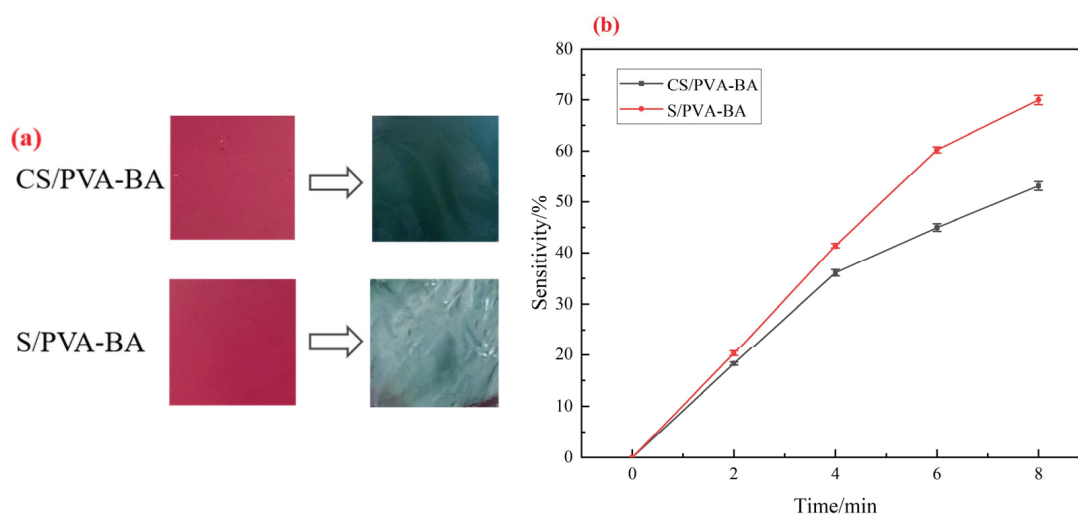 (a)
CS/PVA-BA
S/PVA-BA
(b)
80
70
60
50
40
30
20
10
0
Sensitivity/%
CS/PVA-BA
S/PVA-BA
0 2 4 6 8
Time/min